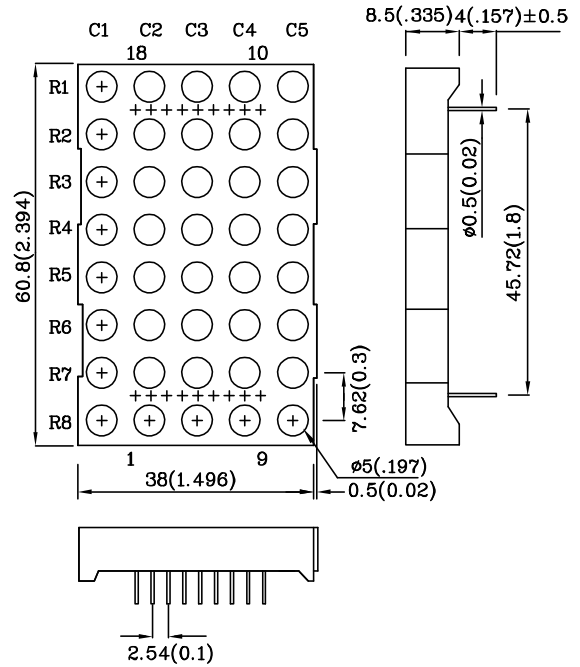 8.5(.335) 4(.157)±0.5
C1 C2 C3 C4 C5
18 10
R1
R2
R3
R4
R5
R6
R7
R8
60.8(2.394)
ø0.5(0.02)
45.72(1.8)
7.62(0.3)
1 9
ø5(.197)
38(1.496)
0.5(0.02)
2.54(0.1)